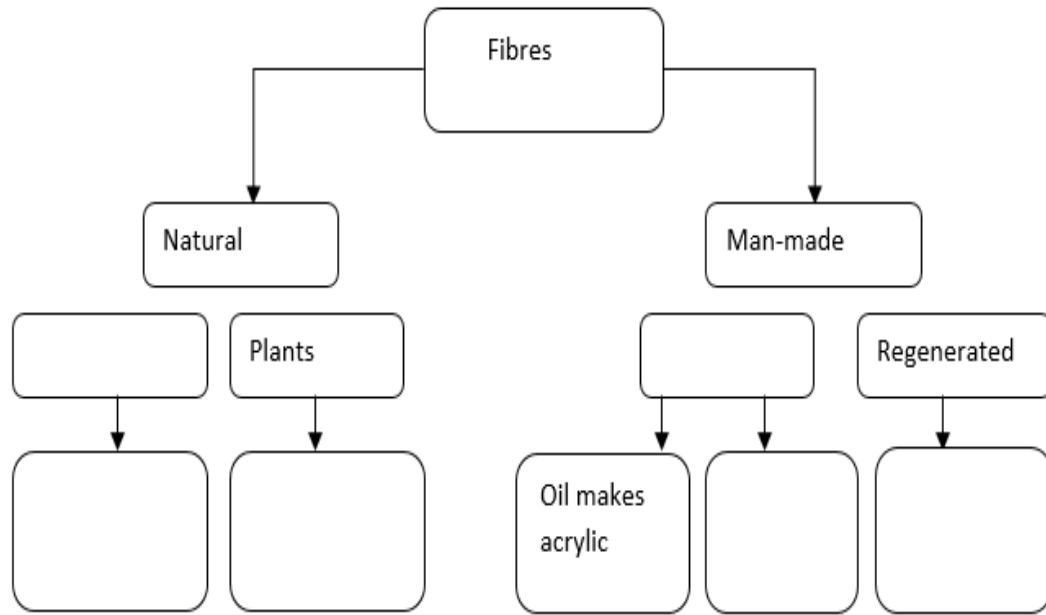 Fibres
Natural
Man-made
Plants
Regenerated
Oil makes
acrylic